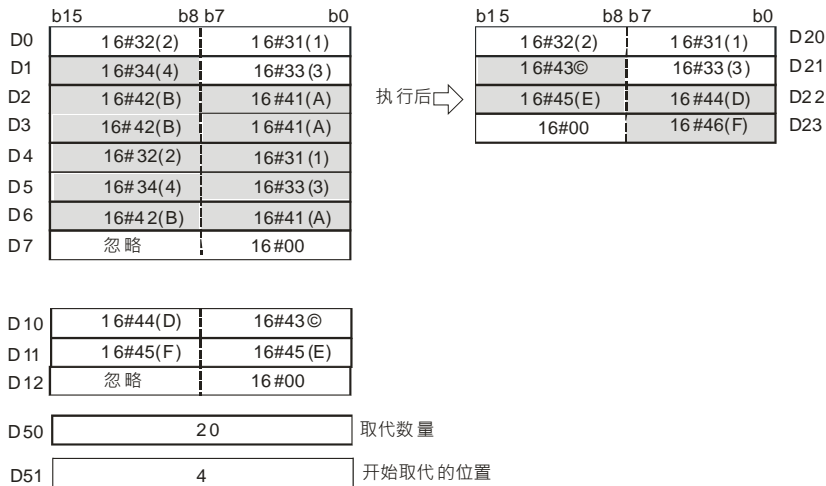 b15 b8 b7 b0
D0 16#32(2) 16#31(1)
D1 16#34(4) 16#33(3)
D2 16#42(B) 16#41(A)
D3 16#42(B) 16#41(A)
D4 16#32(2) 16#31(1)
D5 16#34(4) 16#33(3)
D6 16#42(B) 16#41(A)
D7 忽略 16#00
执行后
b15 b8 b7 b0
16#32(2) 16#31(1) D20
16#43© 16#33(3) D21
16#45(E) 16#44(D) D22
16#00 16#46(F) D23
D10 16#44(D) 16#43©
D11 16#45(F) 16#45(E)
D12 忽略 16#00
D50 20 取代数量
D51 4 开始取代的位置